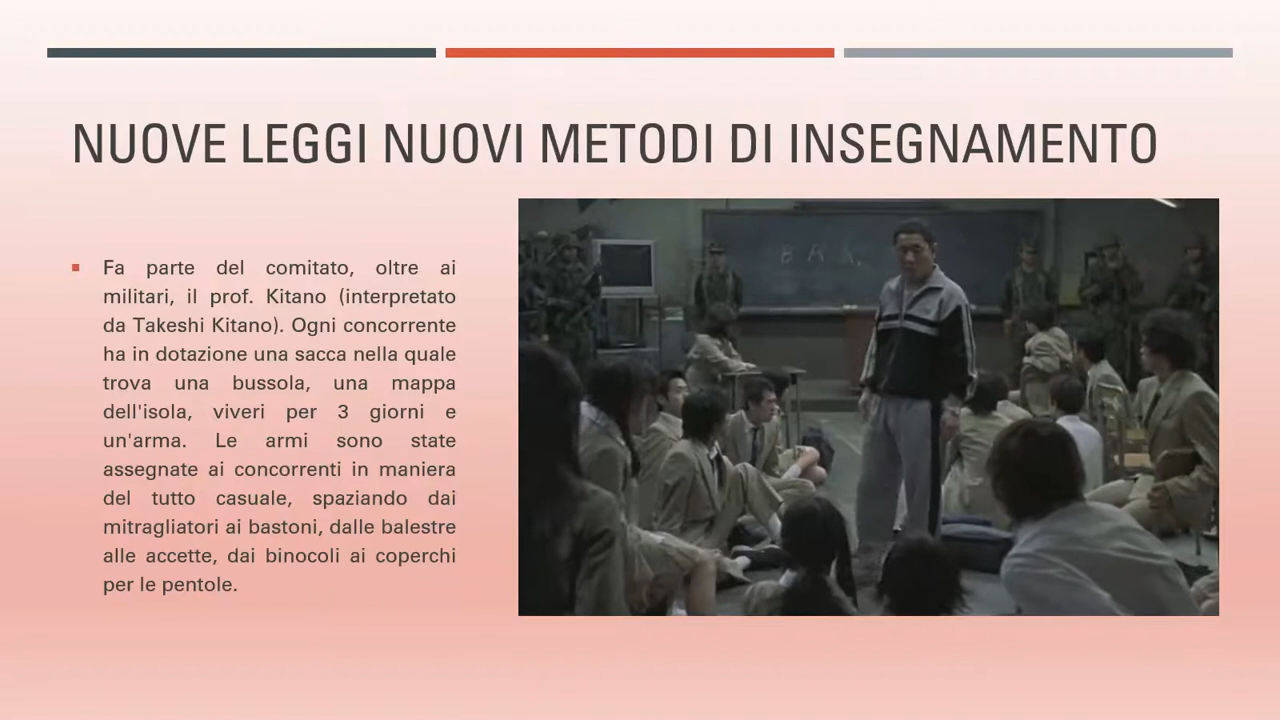 NUOVE LEGGI NUOVI METODI DI INSEGNAMENTO
Fa parte del comitato, oltre ai
militari, il prof. Kitano (interpretato
da Takeshi Kitano). Ogni concorrente
ha in dotazione una sacca nella quale
trova una bussola, una mappa
dell'isola, viveri per 3 giorni e
un'arma. Le armi sono state
assegnate ai concorrenti in maniera
del tutto casuale, spaziando dai
mitragliatori ai bastoni, dalle balestre
alle accette, dai binocoli ai coperchi
per le pentole.